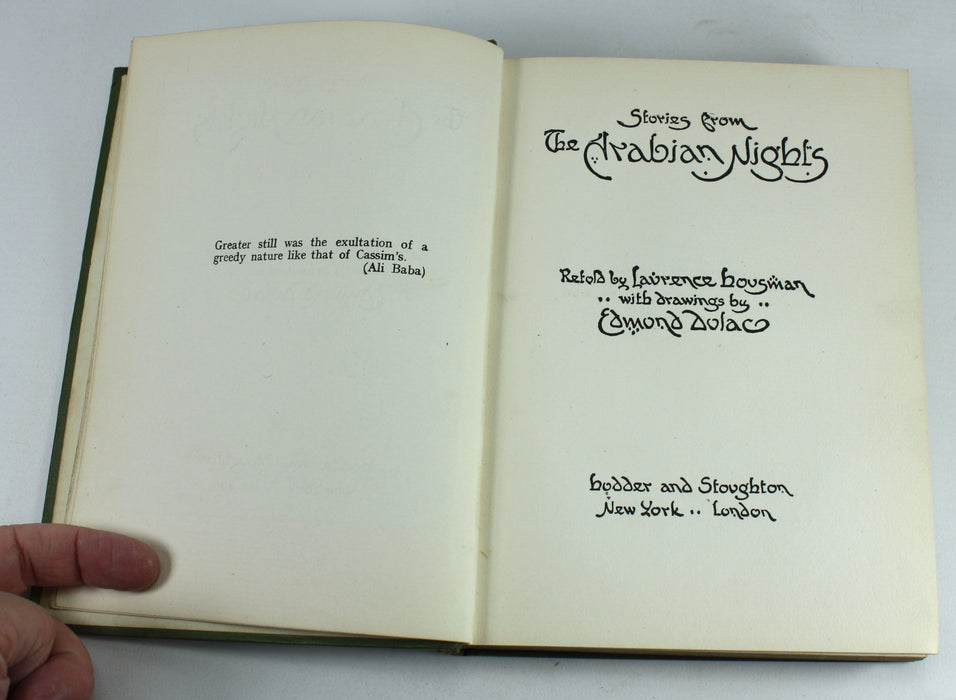 Greater still was the exultation of a
greedy nature like that of Cassim's.
(Ali Baba)
Stories from
The Arabian Nights
Retold by Laurence Housman
·· with drawings by ··
Edmond Dulac
Hodder and Stoughton
New York ·· London